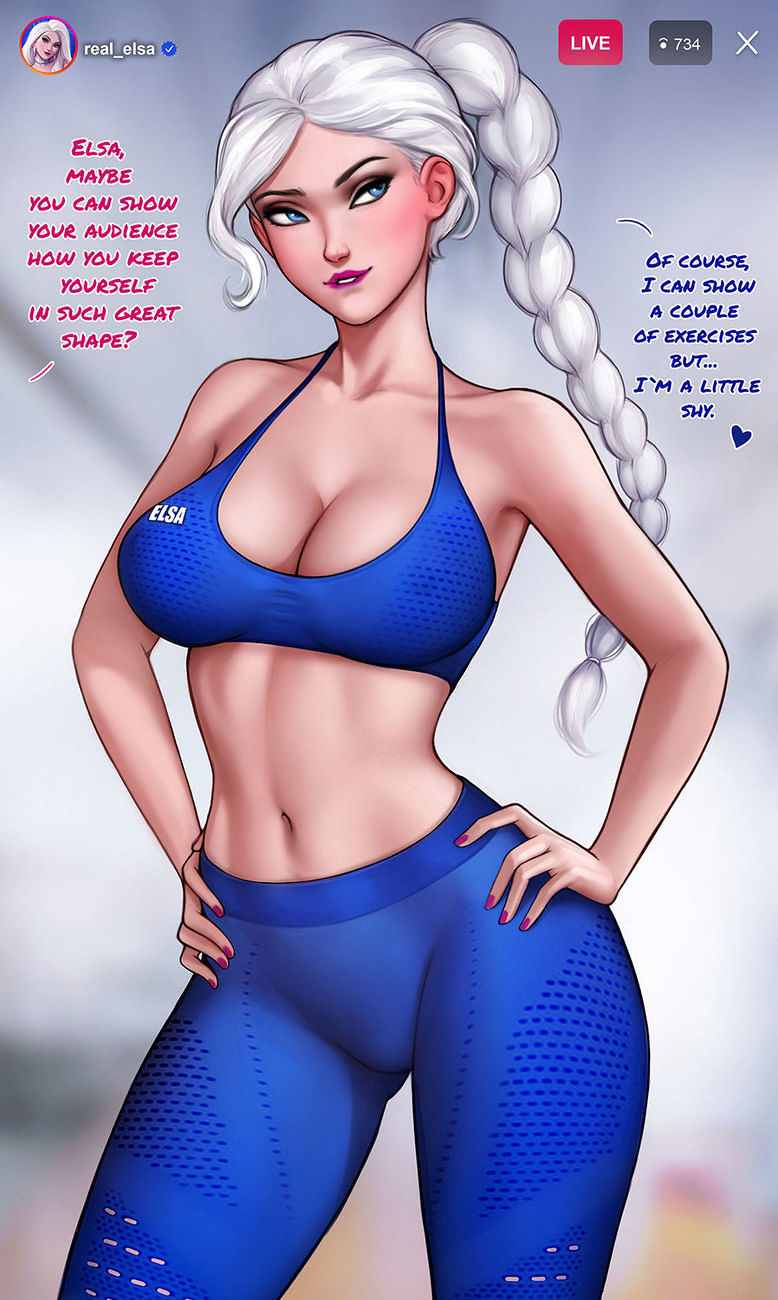 real_elsa
LIVE
734
ELSA,
MAYBE
YOU CAN SHOW
YOUR AUDIENCE
HOW YOU KEEP
YOURSELF
IN SUCH GREAT
SHAPE?
OF COURSE,
I CAN SHOW
A COUPLE
OF EXERCISES
BUT...
I`M A LITTLE
SHY.
ELSA